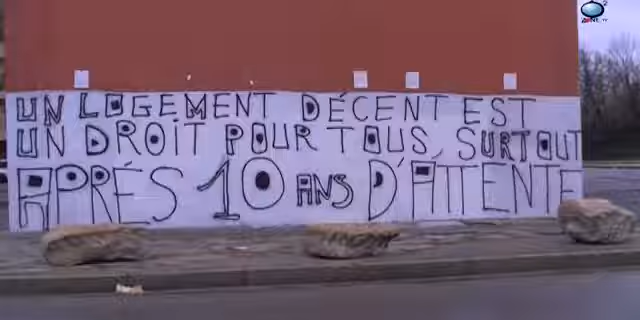 UN LOGEMENT DÉCENT EST
UN DROIT POUR TOUS, SURTOUT
APRÉS 10 ANS D'ATTENTE